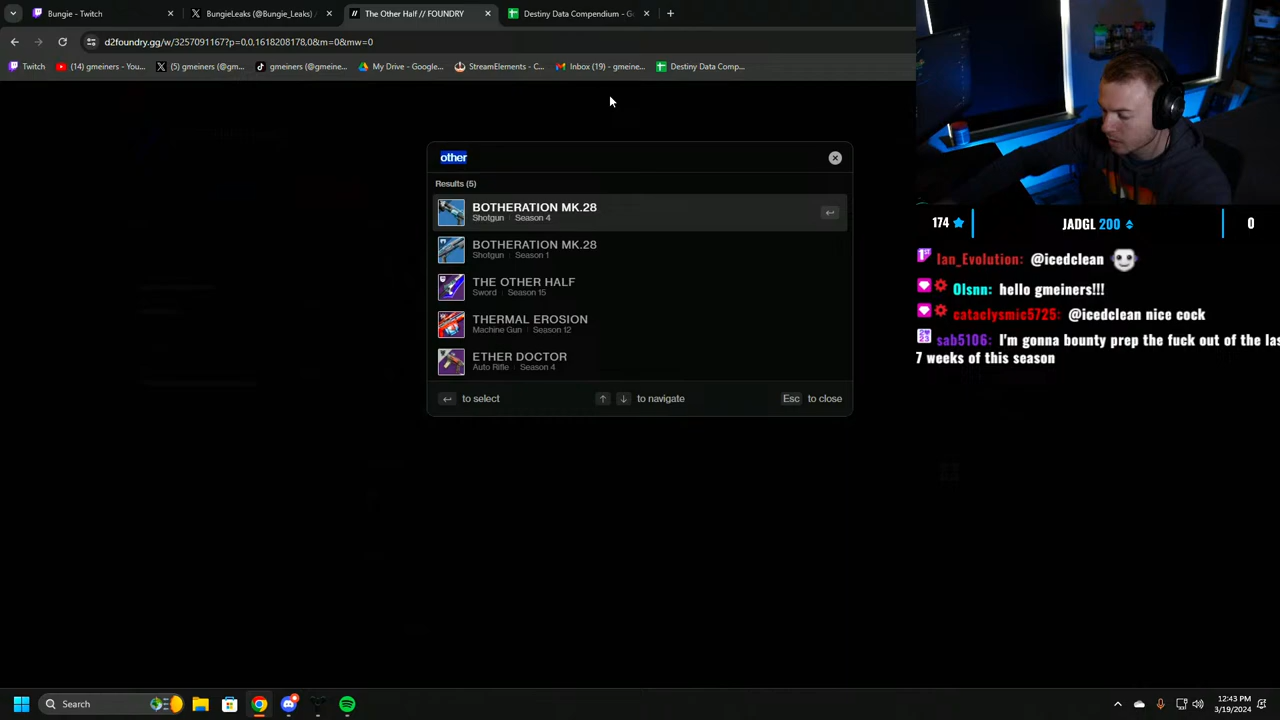 Bungie - Twitch
BungieLeaks (@Bungie_Leaks) /
The Other Half // FOUNDRY
Destiny Data Compendium - G
d2foundry.gg/w/3257091167?p=0,0,1618208178,0&m=0&mw=0
Twitch
(14) gmeiners - You...
(5) gmeiners (@gm...
gmeiners (@gmeine...
My Drive - Google...
StreamElements - C...
Inbox (19) - gmeine...
Destiny Data Comp...
other
Results (5)
BOTHERATION MK.28
Shotgun Season 4
BOTHERATION MK.28
Shotgun Season 1
THE OTHER HALF
Sword Season 15
THERMAL EROSION
Machine Gun Season 12
ETHER DOCTOR
Auto Rifle Season 4
to select
to navigate
Esc to close
174
JADGL 200
0
Ian_Evolution: @icedclean
Olsnn: hello gmeiners!!!
cataclysmic5725: @icedclean nice cock
sab5106: I'm gonna bounty prep the fuck out of the las
7 weeks of this season
Search
12:43 PM
3/19/2024